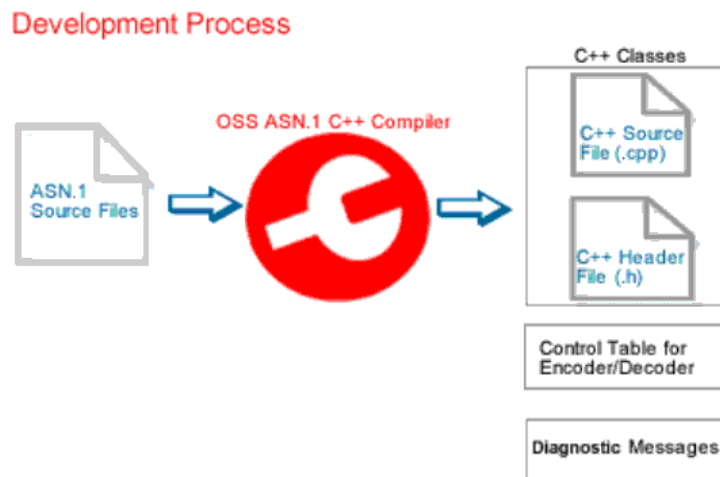 Development Process
C++ Classes
OSS ASN.1 C++ Compiler
C++ Source
File (.cpp)
ASN.1
Source Files
C++ Header
File (.h)
Control Table for
Encoder/Decoder
Diagnostic Messages